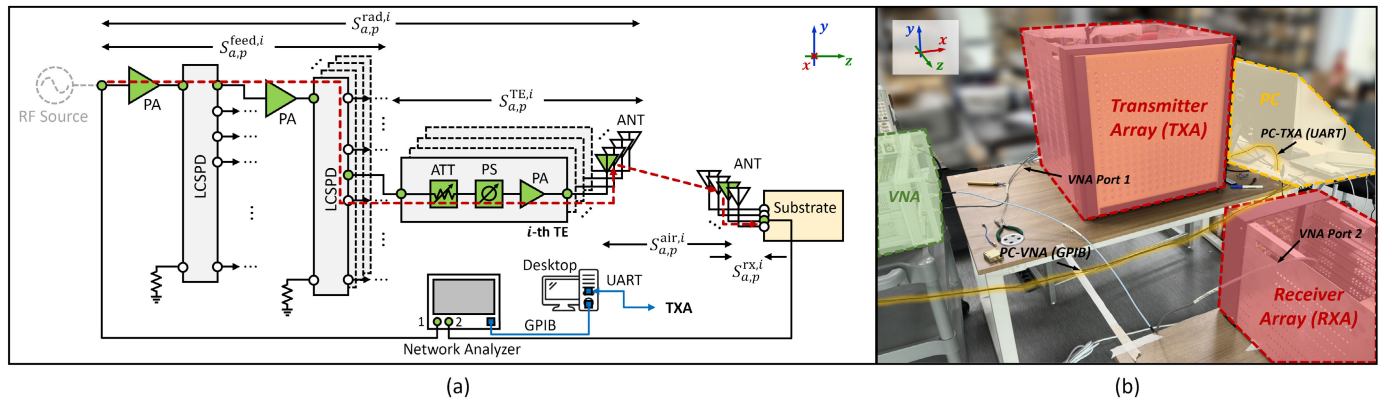 S_{a,p}^{rad,i}
S_{a,p}^{feed,i}
S_{a,p}^{TE,i}
RF Source
PA
LCSPD
PA
LCSPD
ATT
PS
PA
i-th TE
ANT
ANT
Substrate
S_{a,p}^{air,i}
S_{a,p}^{rx,i}
y
x
z
1
2
Network Analyzer
GPIB
Desktop
UART
TXA
(a)
y
x
z
Transmitter
Array (TXA)
PC
PC-TXA (UART)
VNA Port 1
VNA
PC-VNA (GPIB)
VNA Port 2
Receiver
Array (RXA)
(b)